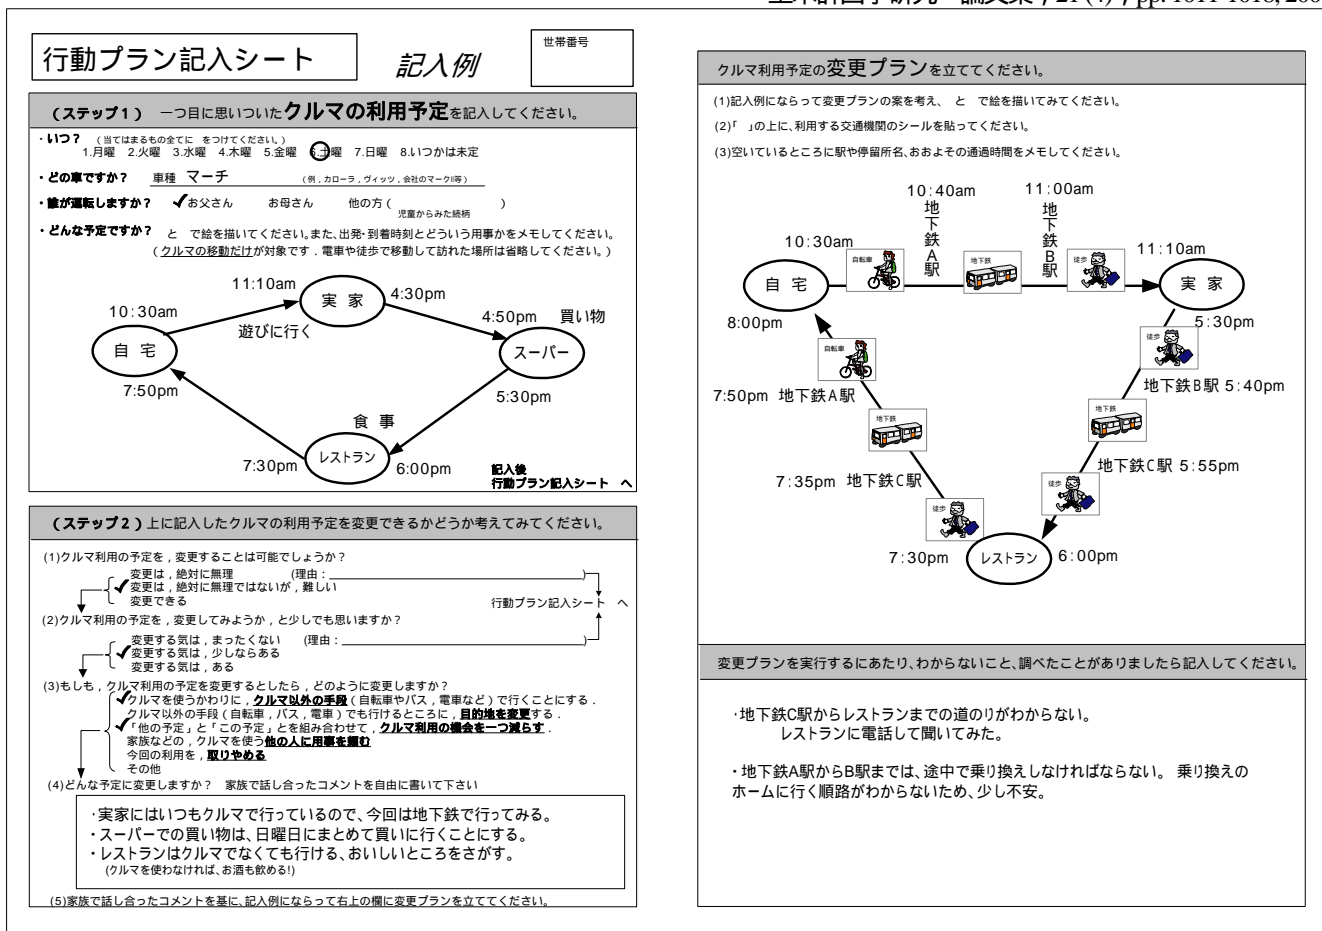 行動プラン記入シート
記入例
世帯番号
(ステップ1) 一つ目に思いついたクルマの利用予定を記入してください。
・いつ? (当てはまるもの全てに をつけてください。)
1.月曜 2.火曜 3.水曜 4.木曜 5.金曜 6.土曜 7.日曜 8.いつかは未定
・どの車ですか? 車種 マーチ (例,カローラ,ヴィッツ,会社のマークII等)
・誰が運転しますか? ✓お父さん お母さん 他の方( )
児童からみた続柄
・どんな予定ですか? と で絵を描いてください。また、出発・到着時刻とどういう用事かをメモしてください。
(クルマの移動だけが対象です.電車や徒歩で移動して訪れた場所は省略してください。)
11:10am
実 家
4:30pm
10:30am
4:50pm 買い物
遊びに行く
自 宅
スーパー
7:50pm
5:30pm
食 事
レストラン
7:30pm
6:00pm
記入後
行動プラン記入シート へ
(ステップ2)上に記入したクルマの利用予定を変更できるかどうか考えてみてください。
(1)クルマ利用の予定を,変更することは可能でしょうか?
変更は,絶対に無理 (理由: )
✓変更は,絶対に無理ではないが,難しい
変更できる
行動プラン記入シート へ
(2)クルマ利用の予定を,変更してみようか,と少しでも思いますか?
変更する気は,まったくない (理由: )
✓変更する気は,少しならある
変更する気は,ある
(3)もしも,クルマ利用の予定を変更するとしたら,どのように変更しますか?
✓クルマを使うかわりに,クルマ以外の手段(自転車やバス,電車など)で行くことにする.
クルマ以外の手段(自転車,バス,電車)でも行けるところに,目的地を変更する.
✓「他の予定」と「この予定」とを組み合わせて,クルマ利用の機会を一つ減らす.
家族などの,クルマを使う他の人に用事を頼む
今回の利用を,取りやめる
その他
(4)どんな予定に変更しますか? 家族で話し合ったコメントを自由に書いて下さい
・実家にはいつもクルマで行っているので、今回は地下鉄で行ってみる。
・スーパーでの買い物は、日曜日にまとめて買いに行くことにする。
・レストランはクルマでなくても行ける、おいしいところをさがす。
(クルマを使わなければ、お酒も飲める!)
(5)家族で話し合ったコメントを基に、記入例にならって右上の欄に変更プランを立ててください。
クルマ利用予定の変更プランを立ててください。
(1)記入例にならって変更プランの案を考え、 と で絵を描いてみてください。
(2)「 」の上に、利用する交通機関のシールを貼ってください。
(3)空いているところに駅や停留所名、おおよその通過時間をメモしてください。
10:40am
11:00am
地下鉄A駅
地下鉄B駅
10:30am
11:10am
自転車
地下鉄
徒歩
自 宅
実 家
8:00pm
5:30pm
徒歩
自転車
地下鉄B駅 5:40pm
7:50pm 地下鉄A駅
地下鉄
地下鉄
地下鉄C駅 5:55pm
7:35pm 地下鉄C駅
徒歩
徒歩
7:30pm
レストラン
6:00pm
変更プランを実行するにあたり、わからないこと、調べたことがありましたら記入してください。
・地下鉄C駅からレストランまでの道のりがわからない。
レストランに電話して聞いてみた。
・地下鉄A駅からB駅までは、途中で乗り換えしなければならない。 乗り換えの
ホームに行く順路がわからないため、少し不安。